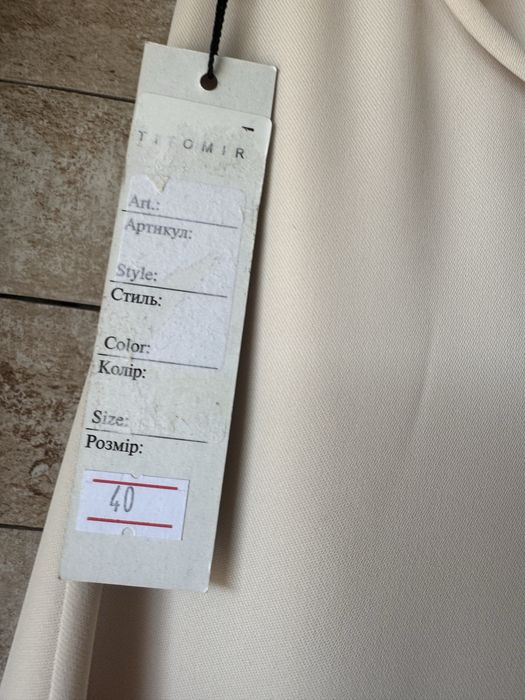 TITOMIR
Art.:
Артикул:
Style:
Стиль:
Color:
Колір:
Size:
Розмір:
40